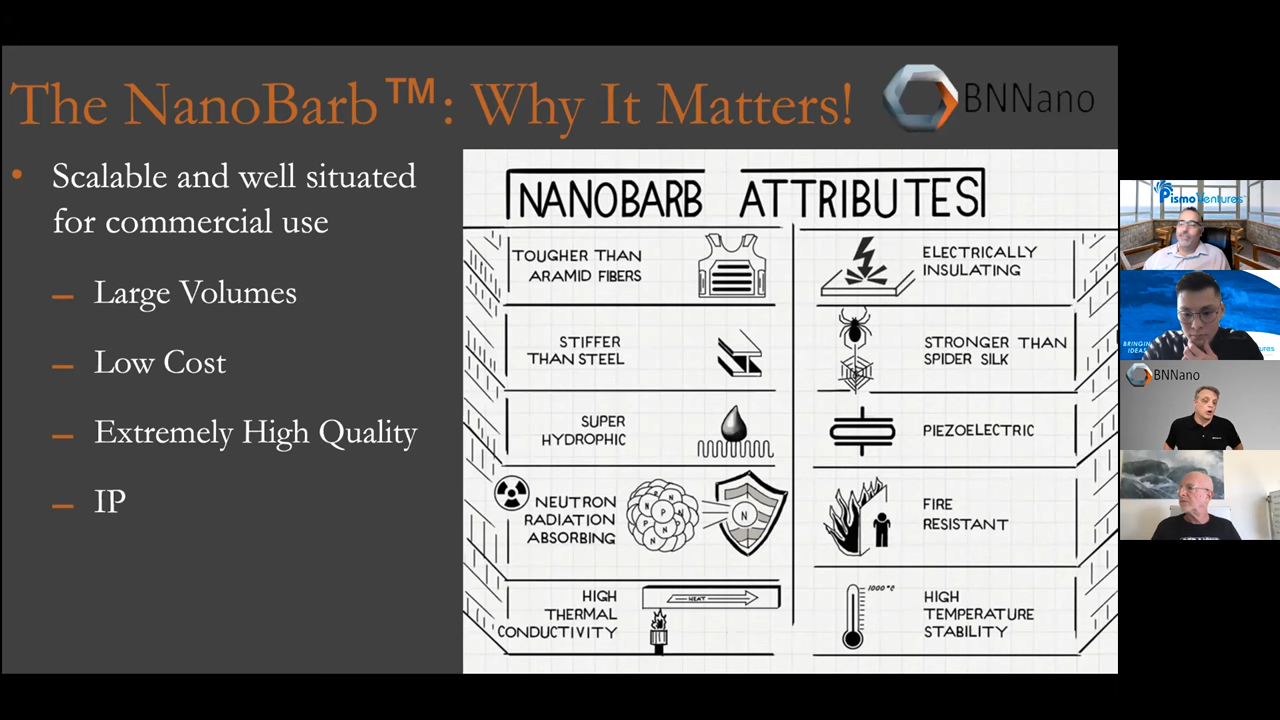 The NanoBarb™: Why It Matters!
BNNano
• Scalable and well situated
for commercial use
– Large Volumes
– Low Cost
– Extremely High Quality
– IP
NANOBARB ATTRIBUTES
TOUGHER THAN
ARAMID FIBERS
ELECTRICALLY
INSULATING
STIFFER
THAN STEEL
STRONGER THAN
SPIDER SILK
SUPER
HYDROPHIC
PIEZOELECTRIC
NEUTRON
RADIATION
ABSORBING
N
P
N
P
N
N
N
FIRE
RESISTANT
HIGH
THERMAL
CONDUCTIVITY
HEAT
1000 °C
HIGH
TEMPERATURE
STABILITY
PismoVentures
BRINGING
IDEAS
BNNano